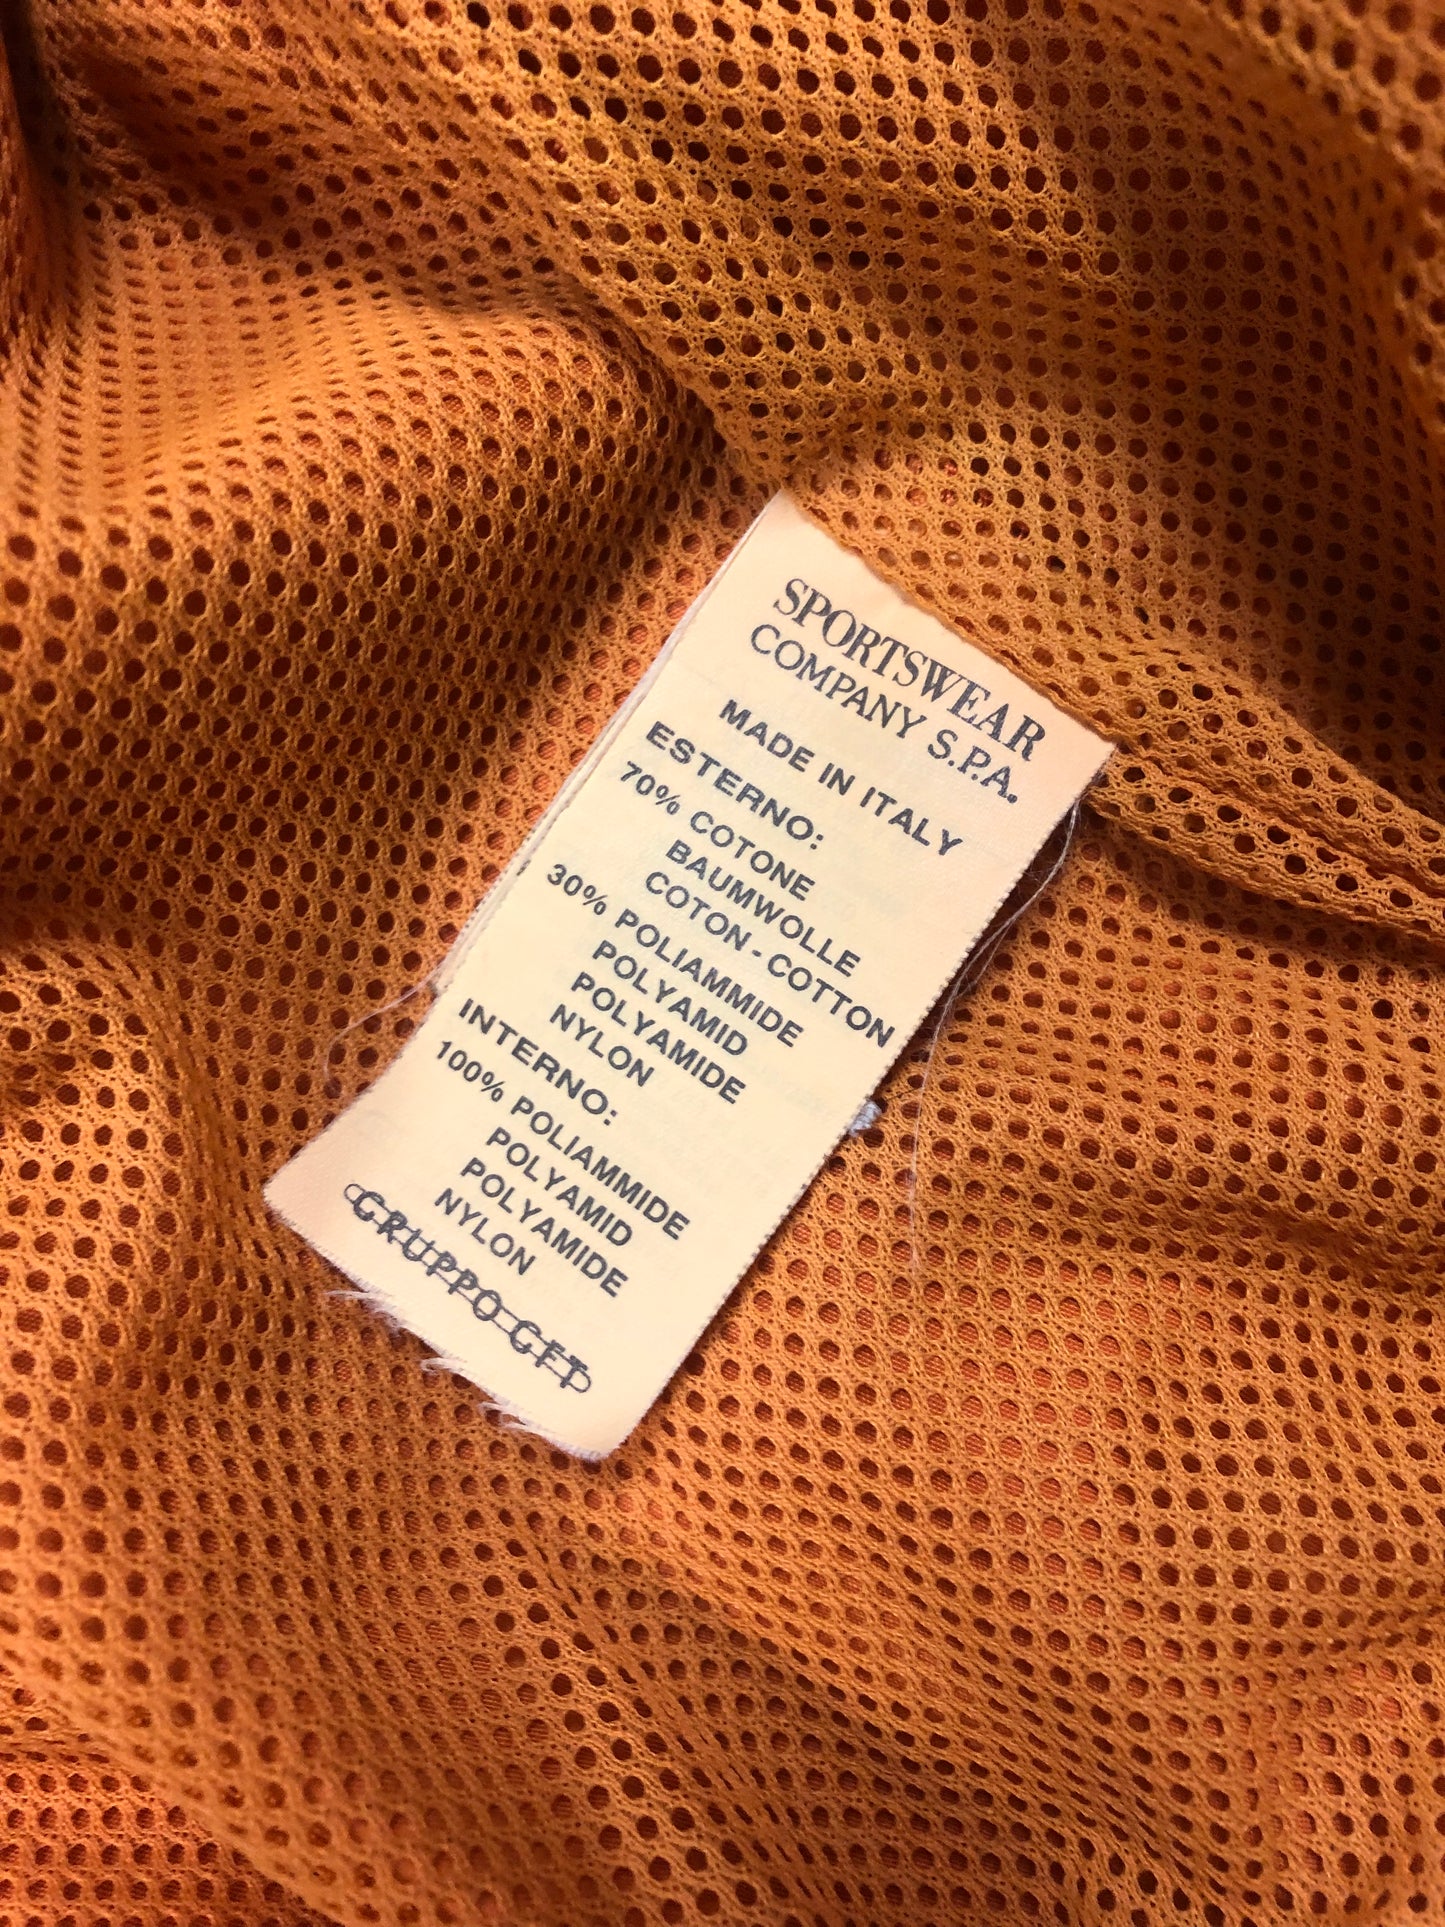 SPORTSWEAR
COMPANY S.P.A.
MADE IN ITALY
ESTERNO:
70% COTONE
BAUMWOLLE
COTON - COTTON
30% POLIAMMIDE
POLYAMID
POLYAMIDE
NYLON
INTERNO:
100% POLIAMMIDE
POLYAMID
POLYAMIDE
NYLON
GRUPPO GFT